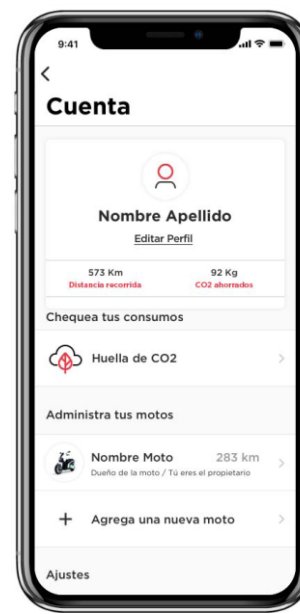 9:41
Cuenta
Nombre Apellido
Editar Perfil
573 Km 92 Kg
Distancia recorrida CO2 ahorrados
Chequea tus consumos
Huella de CO2
Administra tus motos
Nombre Moto 283 km
Dueño de la moto / Tú eres el propietario
+ Agrega una nueva moto
Ajustes